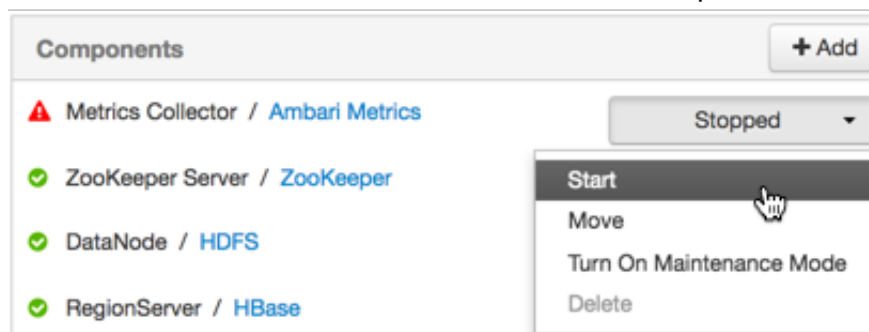 Components + Add
Metrics Collector / Ambari Metrics Stopped
ZooKeeper Server / ZooKeeper
Start
Move
DataNode / HDFS
Turn On Maintenance Mode
RegionServer / HBase
Delete